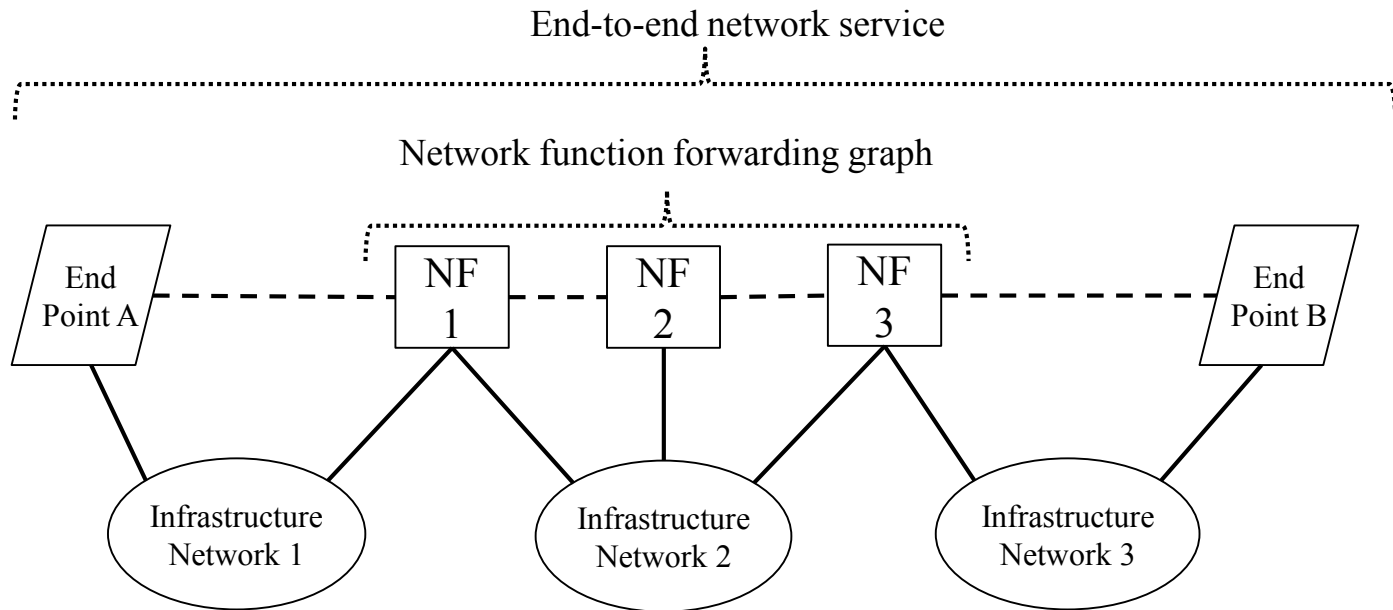 End-to-end network service
Network function forwarding graph
End
Point A
NF
1
NF
2
NF
3
End
Point B
Infrastructure
Network 1
Infrastructure
Network 2
Infrastructure
Network 3